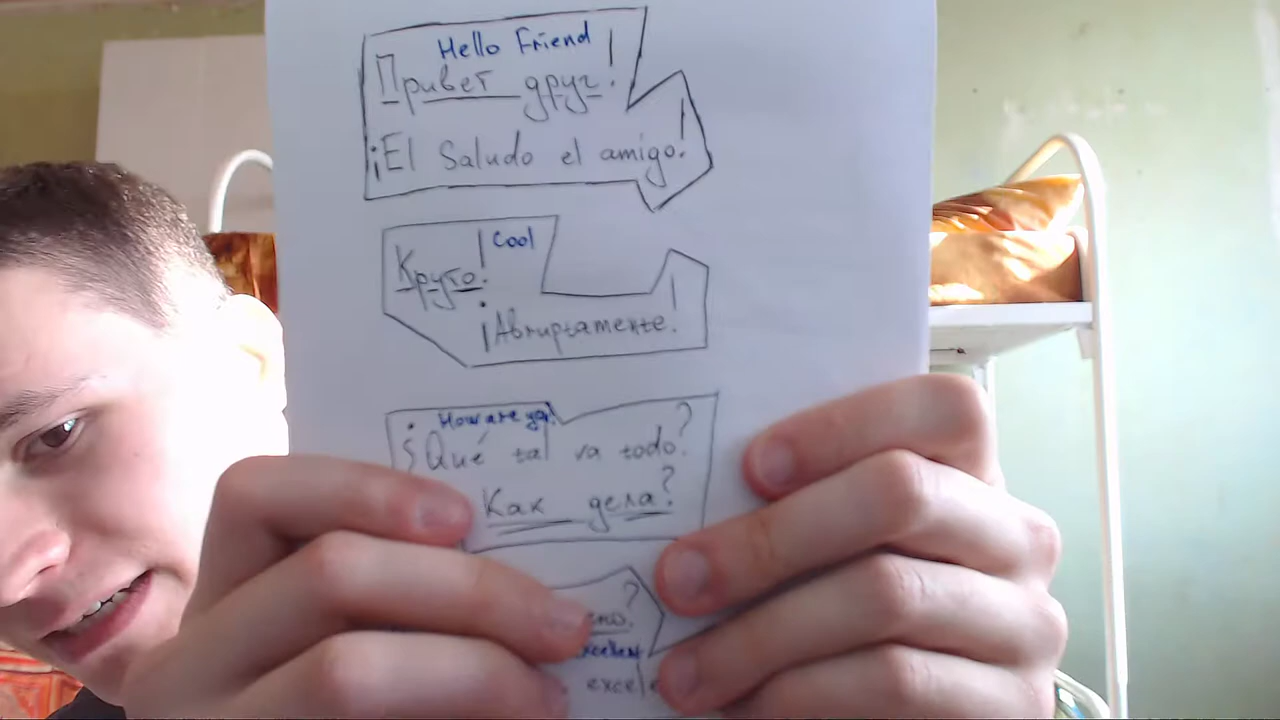 Hello Friend
Привет друг!
¡El Saludo el amigo!
Cool
Круто!
¡Abruptamente!
How are you?
¿Qué tal va todo?
Как дела?